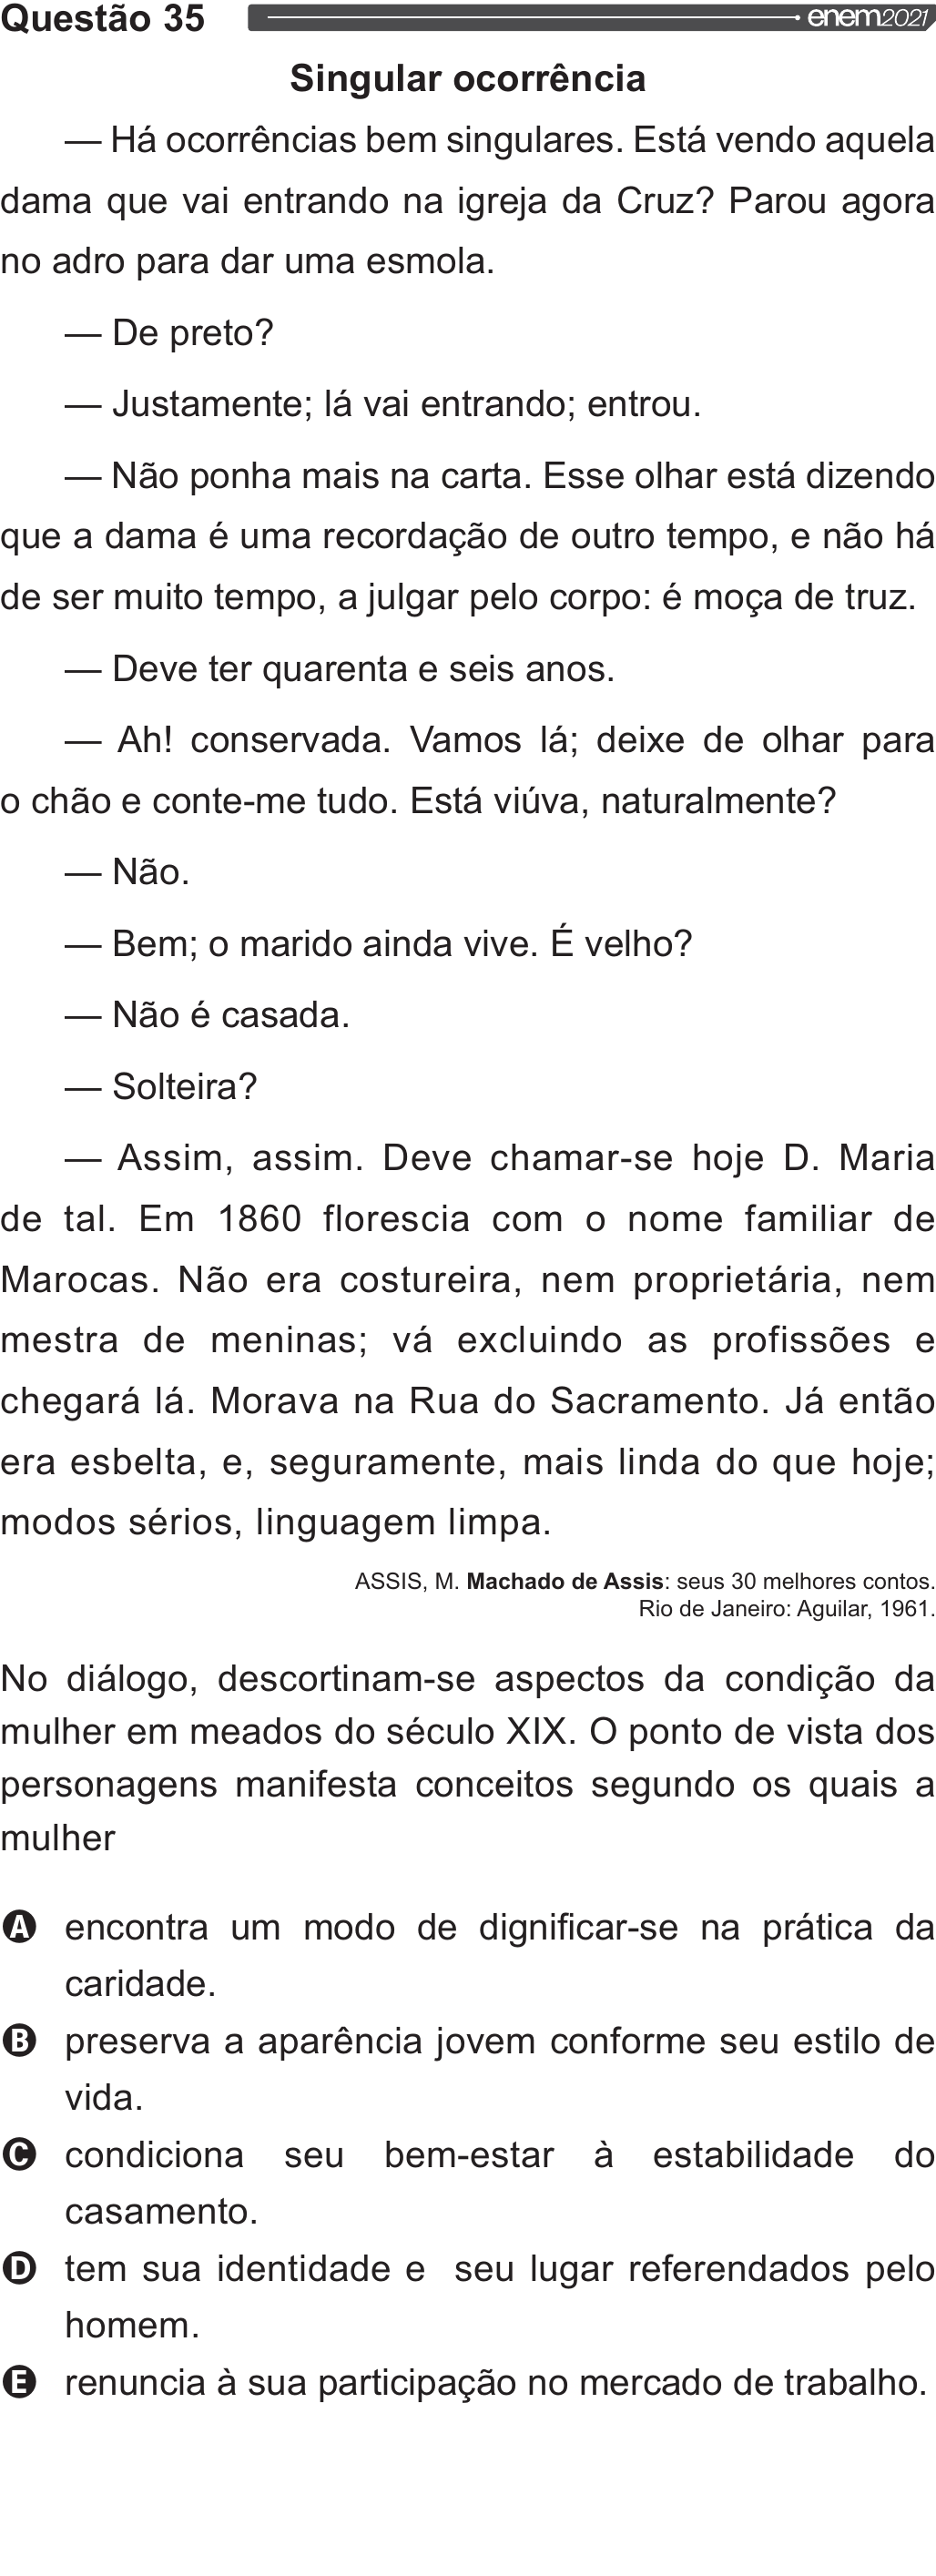 Questão 35
enem2021
Singular ocorrência
— Há ocorrências bem singulares. Está vendo aquela
dama que vai entrando na igreja da Cruz? Parou agora
no adro para dar uma esmola.
— De preto?
— Justamente; lá vai entrando; entrou.
— Não ponha mais na carta. Esse olhar está dizendo
que a dama é uma recordação de outro tempo, e não há
de ser muito tempo, a julgar pelo corpo: é moça de truz.
— Deve ter quarenta e seis anos.
— Ah! conservada. Vamos lá; deixe de olhar para
o chão e conte-me tudo. Está viúva, naturalmente?
— Não.
— Bem; o marido ainda vive. É velho?
— Não é casada.
— Solteira?
— Assim, assim. Deve chamar-se hoje D. Maria
de tal. Em 1860 florescia com o nome familiar de
Marocas. Não era costureira, nem proprietária, nem
mestra de meninas; vá excluindo as profissões e
chegará lá. Morava na Rua do Sacramento. Já então
era esbelta, e, seguramente, mais linda do que hoje;
modos sérios, linguagem limpa.
ASSIS, M. Machado de Assis: seus 30 melhores contos.
Rio de Janeiro: Aguilar, 1961.
No diálogo, descortinam-se aspectos da condição da
mulher em meados do século XIX. O ponto de vista dos
personagens manifesta conceitos segundo os quais a
mulher
A encontra um modo de dignificar-se na prática da
caridade.
B preserva a aparência jovem conforme seu estilo de
vida.
C condiciona seu bem-estar à estabilidade do
casamento.
D tem sua identidade e seu lugar referendados pelo
homem.
E renuncia à sua participação no mercado de trabalho.